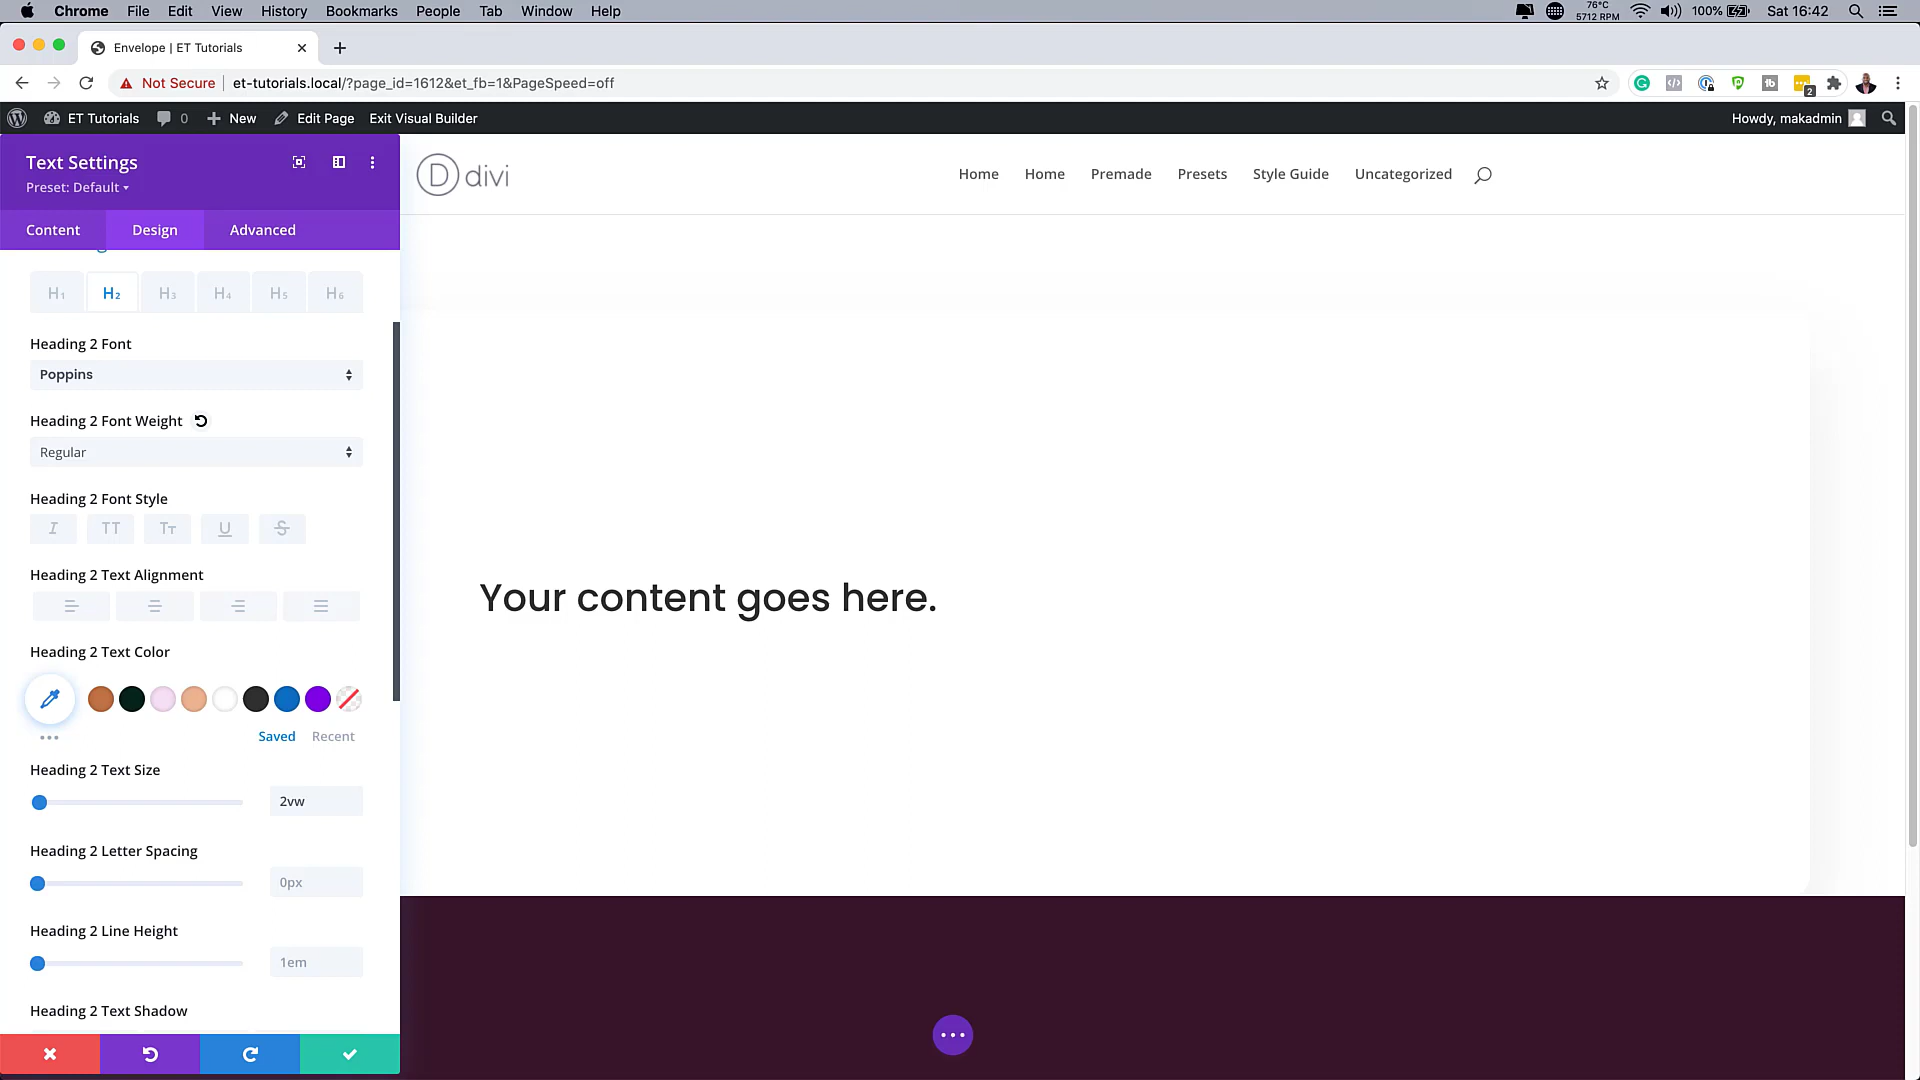 Chrome File Edit View History Bookmarks People Tab Window Help
76°C
5712 RPM
100%
Sat 16:42
Envelope | ET Tutorials
Not Secure
et-tutorials.local/?page_id=1612&et_fb=1&PageSpeed=off
2
ET Tutorials
0
New
Edit Page
Exit Visual Builder
Howdy, makadmin
Text Settings
Preset: Default
Content
Design
Advanced
D divi
Home
Home
Premade
Presets
Style Guide
Uncategorized
H1 H2 H3 H4 H5 H6
Heading 2 Font
Poppins
Heading 2 Font Weight
Regular
Heading 2 Font Style
I TT TT U S
Heading 2 Text Alignment
Your content goes here.
Heading 2 Text Color
Saved
Recent
Heading 2 Text Size
2vw
Heading 2 Letter Spacing
0px
Heading 2 Line Height
1em
Heading 2 Text Shadow